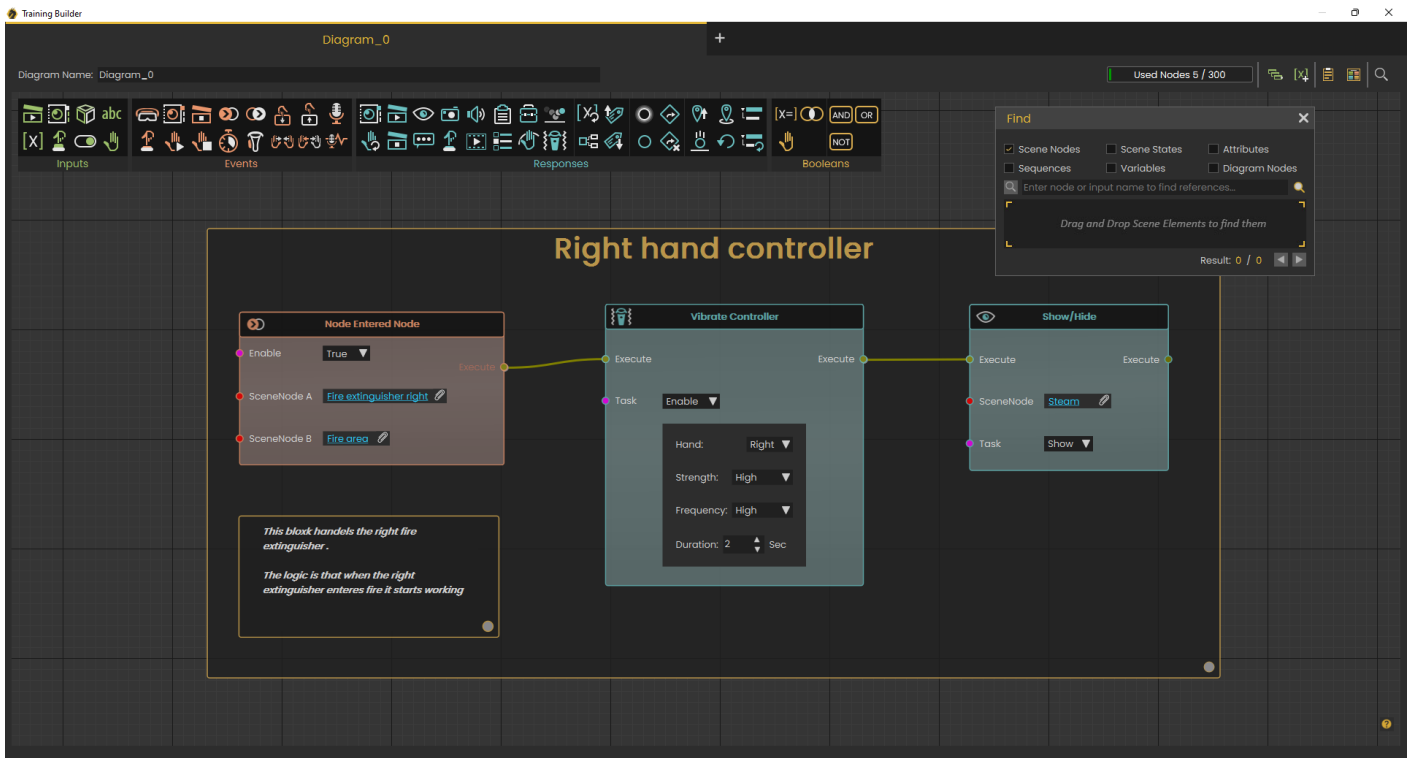 Training Builder
Diagram_0
+
Diagram Name: Diagram_0
Used Nodes 5 / 300
abc
[x]
[X=] AND OR
NOT
Inputs
Events
Responses
Booleans
Find
Scene Nodes Scene States Attributes
Sequences Variables Diagram Nodes
Enter node or input name to find references...
Drag and Drop Scene Elements to find them
Result: 0 / 0
Right hand controller
Node Entered Node
Enable True
Execute
SceneNode A Fire extinguisher right
SceneNode B Fire area
Vibrate Controller
Execute Execute
Task Enable
Hand: Right
Strength: High
Frequency: High
Duration: 2 Sec
Show/Hide
Execute Execute
SceneNode Steam
Task Show
This bloxk handels the right fire
extinguisher .
The logic is that when the right
extinguisher enteres fire it starts working
?